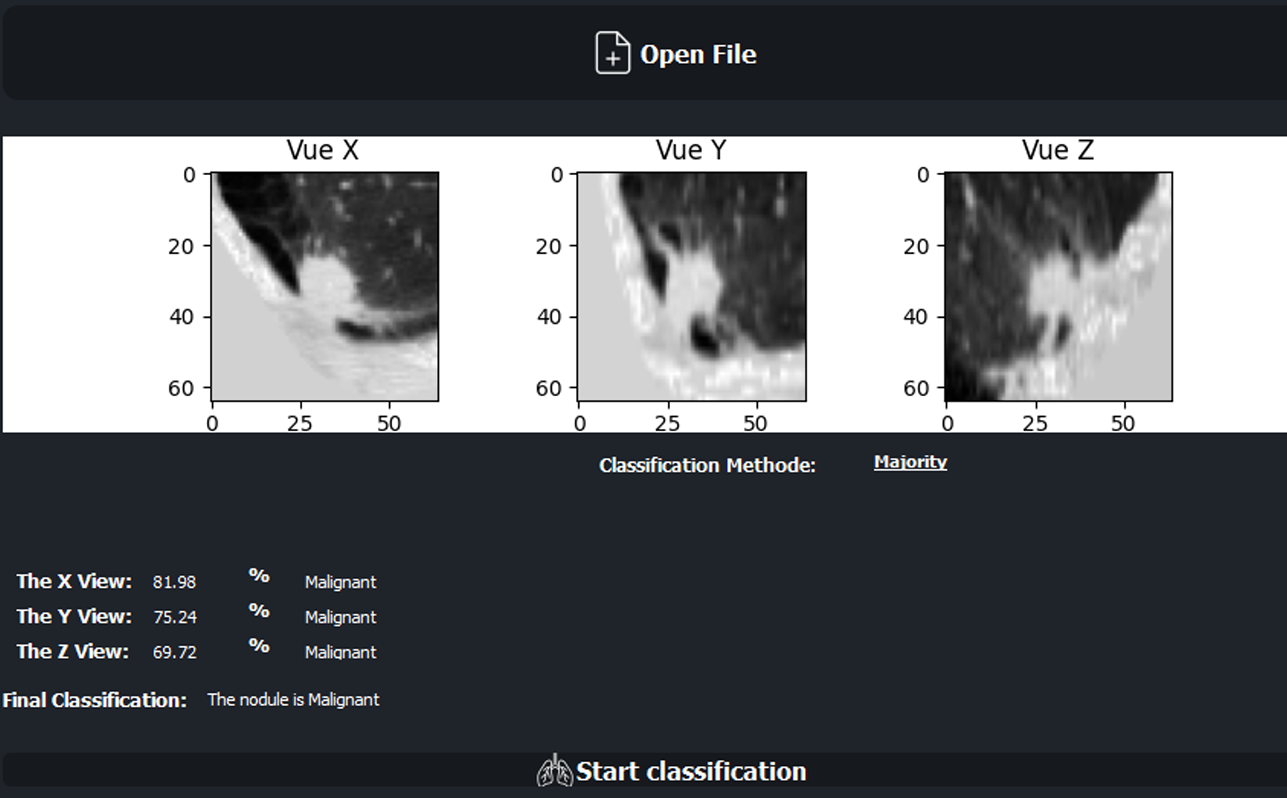 Open File
Vue X Vue Y Vue Z
0 0 0
20 20 20
40 40 40
60 60 60
0 25 50 0 25 50 0 25 50
Classification Methode: Majority
The X View: 81.98 % Malignant
The Y View: 75.24 % Malignant
The Z View: 69.72 % Malignant
Final Classification: The nodule is Malignant
Start classification